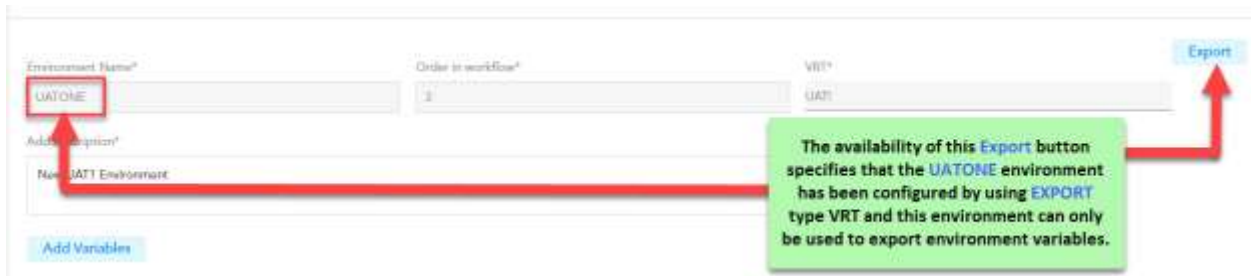 Export
Environment Name* Order in workflow* VRT*
UATONE UAT1
New UAT1 Environment
Add Variables
The availability of this Export button
specifies that the UATONE environment
has been configured by using EXPORT
type VRT and this environment can only
be used to export environment variables.